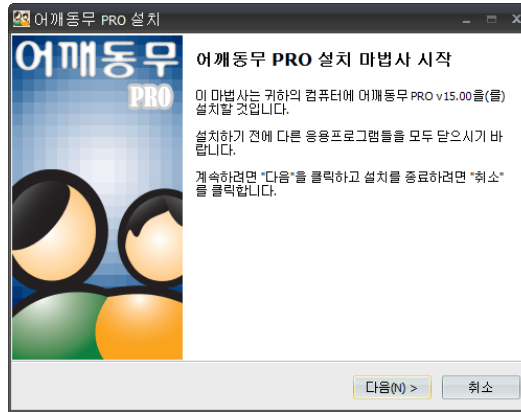 어깨동무 PRO 설치
어깨동무
PRO
어깨동무 PRO 설치 마법사 시작
이 마법사는 귀하의 컴퓨터에 어깨동무 PRO v15.00을(를)
설치할 것입니다.
설치하기 전에 다른 응용프로그램들을 모두 닫으시기 바
랍니다.
계속하려면 "다음"을 클릭하고 설치를 종료하려면 "취소"
를 클릭합니다.
다음(N) >
취소